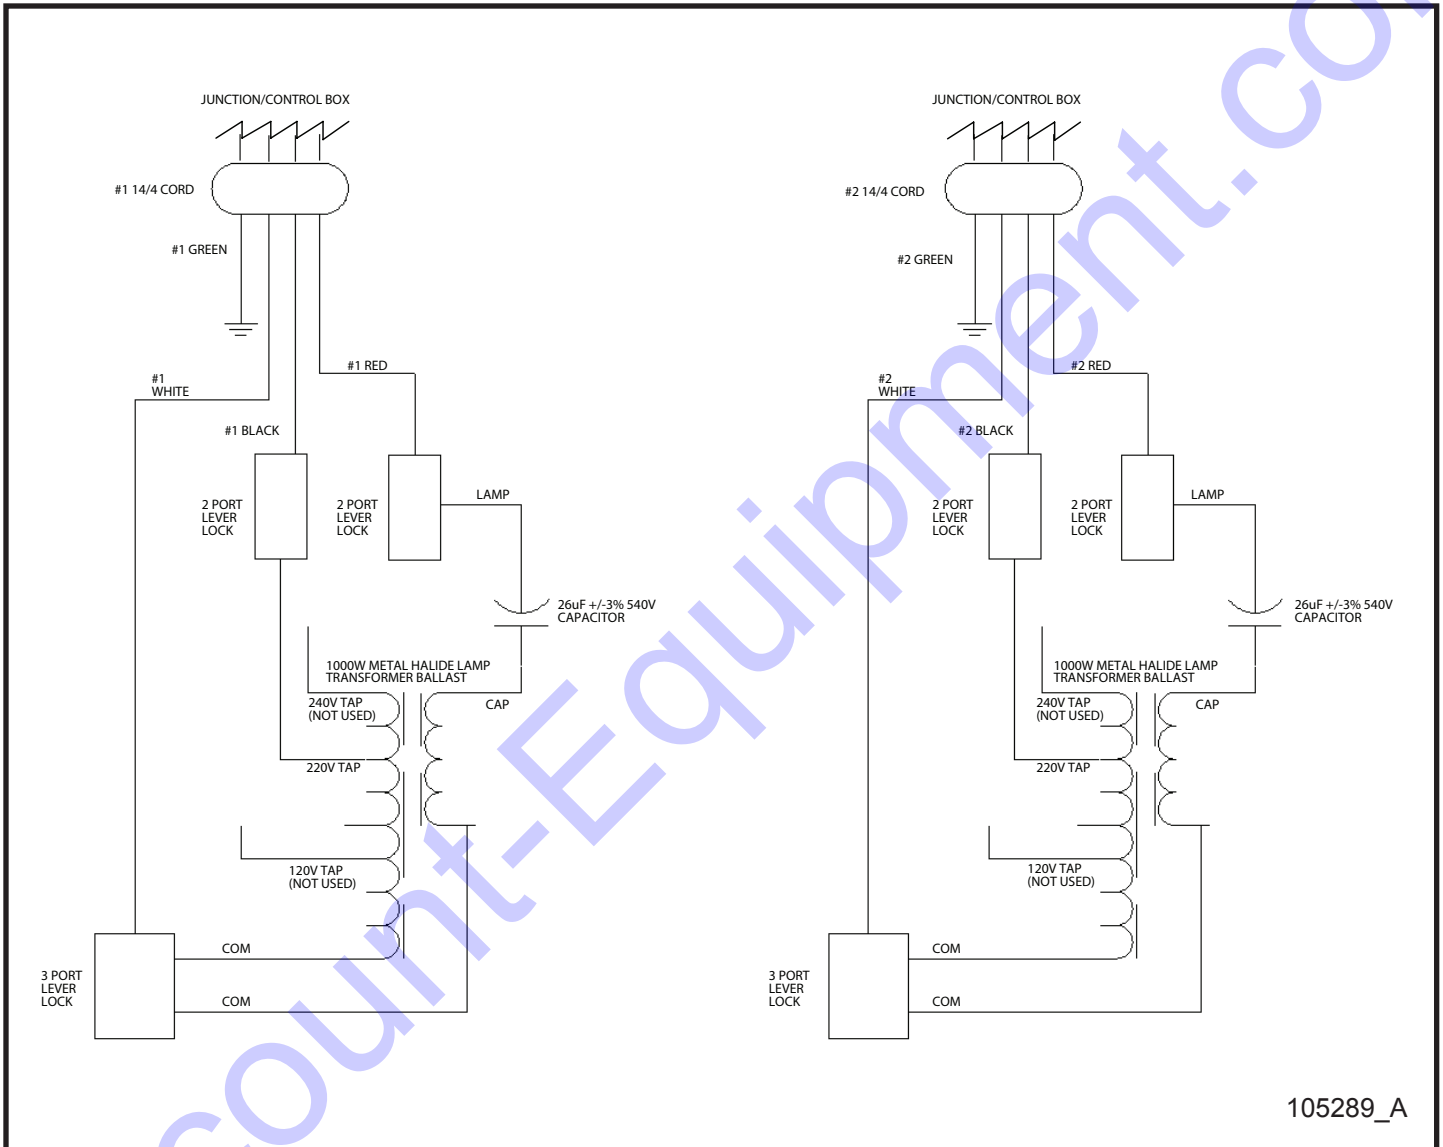 JUNCTION/CONTROL BOX
#1 14/4 CORD
#1 GREEN
#1 RED
#1
WHITE
#1 BLACK
2 PORT
LEVER
LOCK
2 PORT
LEVER
LOCK
LAMP
26uF +/-3% 540V
CAPACITOR
1000W METAL HALIDE LAMP
TRANSFORMER BALLAST
240V TAP
(NOT USED)
CAP
220V TAP
120V TAP
(NOT USED)
COM
3 PORT
LEVER
LOCK
COM
JUNCTION/CONTROL BOX
#2 14/4 CORD
#2 GREEN
#2 RED
#2
WHITE
#2 BLACK
2 PORT
LEVER
LOCK
2 PORT
LEVER
LOCK
LAMP
26uF +/-3% 540V
CAPACITOR
1000W METAL HALIDE LAMP
TRANSFORMER BALLAST
240V TAP
(NOT USED)
CAP
220V TAP
120V TAP
(NOT USED)
COM
3 PORT
LEVER
LOCK
COM
105289_A
count-Equipment.co